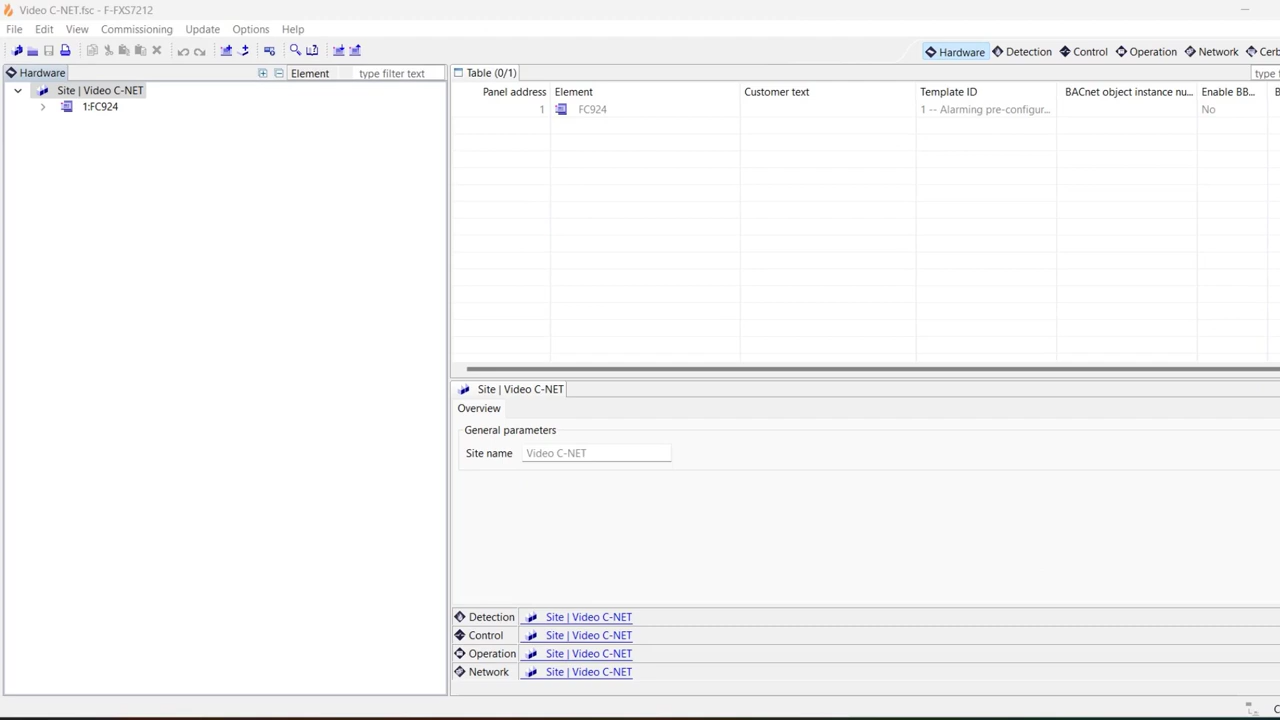 Video C-NET.fsc - F-FXS7212
File Edit View Commissioning Update Options Help
Hardware Detection Control Operation Network Cerb
Hardware Element type filter text
Site | Video C-NET
1:FC924
Table (0/1) type f
Panel address Element Customer text Template ID BACnet object instance nu... Enable BB... B
1 FC924 1 -- Alarming pre-configur... No
Site | Video C-NET
Overview
General parameters
Site name Video C-NET
Detection Site | Video C-NET
Control Site | Video C-NET
Operation Site | Video C-NET
Network Site | Video C-NET
C